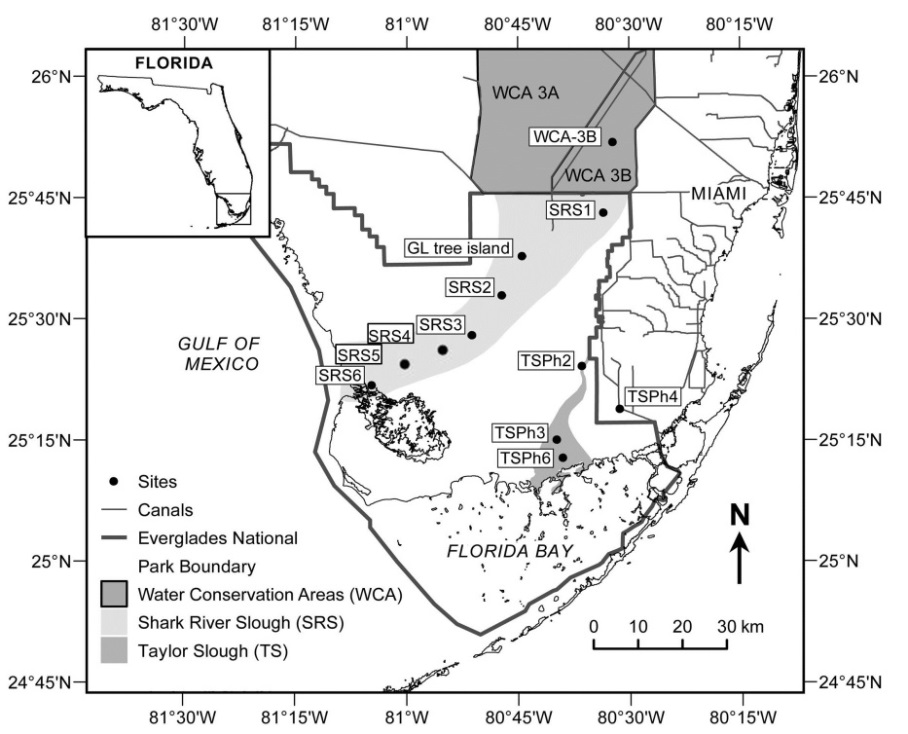 81°30'W 81°15'W 81°W 80°45'W 80°30'W 80°15'W
FLORIDA
26°N
26°N
WCA 3A
WCA-3B
WCA 3B
25°45'N
25°45'N
MIAMI
SRS1
GL tree island
SRS2
25°30'N
25°30'N
SRS3
SRS4
GULF OF
MEXICO
SRS5
SRS6
TSPh2
TSPh4
25°15'N
25°15'N
TSPh3
TSPh6
Sites
Canals
Everglades National
Park Boundary
Water Conservation Areas (WCA)
Shark River Slough (SRS)
Taylor Slough (TS)
FLORIDA BAY
N
25°N
25°N
0 10 20 30 km
24°45'N
24°45'N
81°30'W 81°15'W 81°W 80°45'W 80°30'W 80°15'W